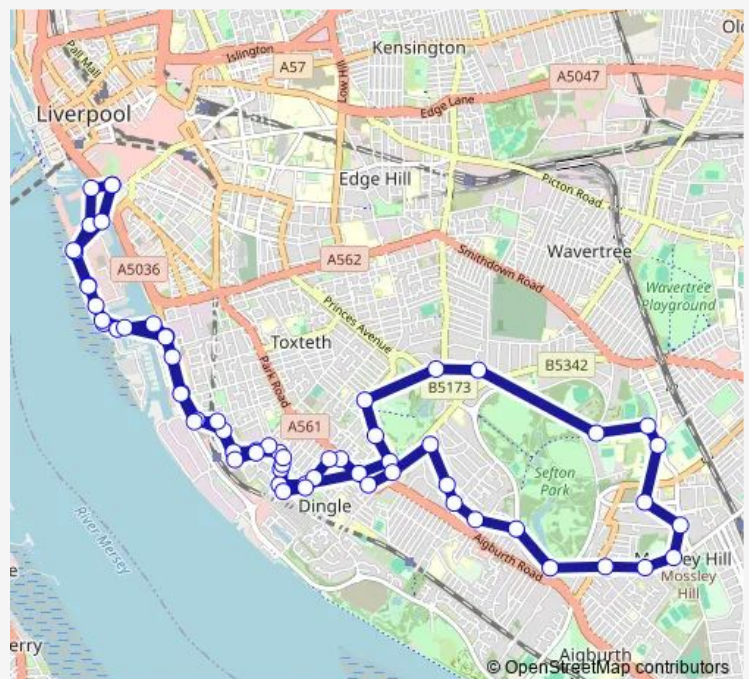 Kensington
Islington
Pall Mall
A57
Low Hill
A5047
Edge Lane
Liverpool
Edge Hill
Picton Road
A5036
A562
Wavertree
Smithdown Road
Wavertree
Playground
Princes Avenue
Toxteth
Park Road
B5342
B5173
A561
Sefton
Park
Dingle
River Mersey
Aigburth Road
Mossley
Hill
Aigburth
© OpenStreetMap contributors